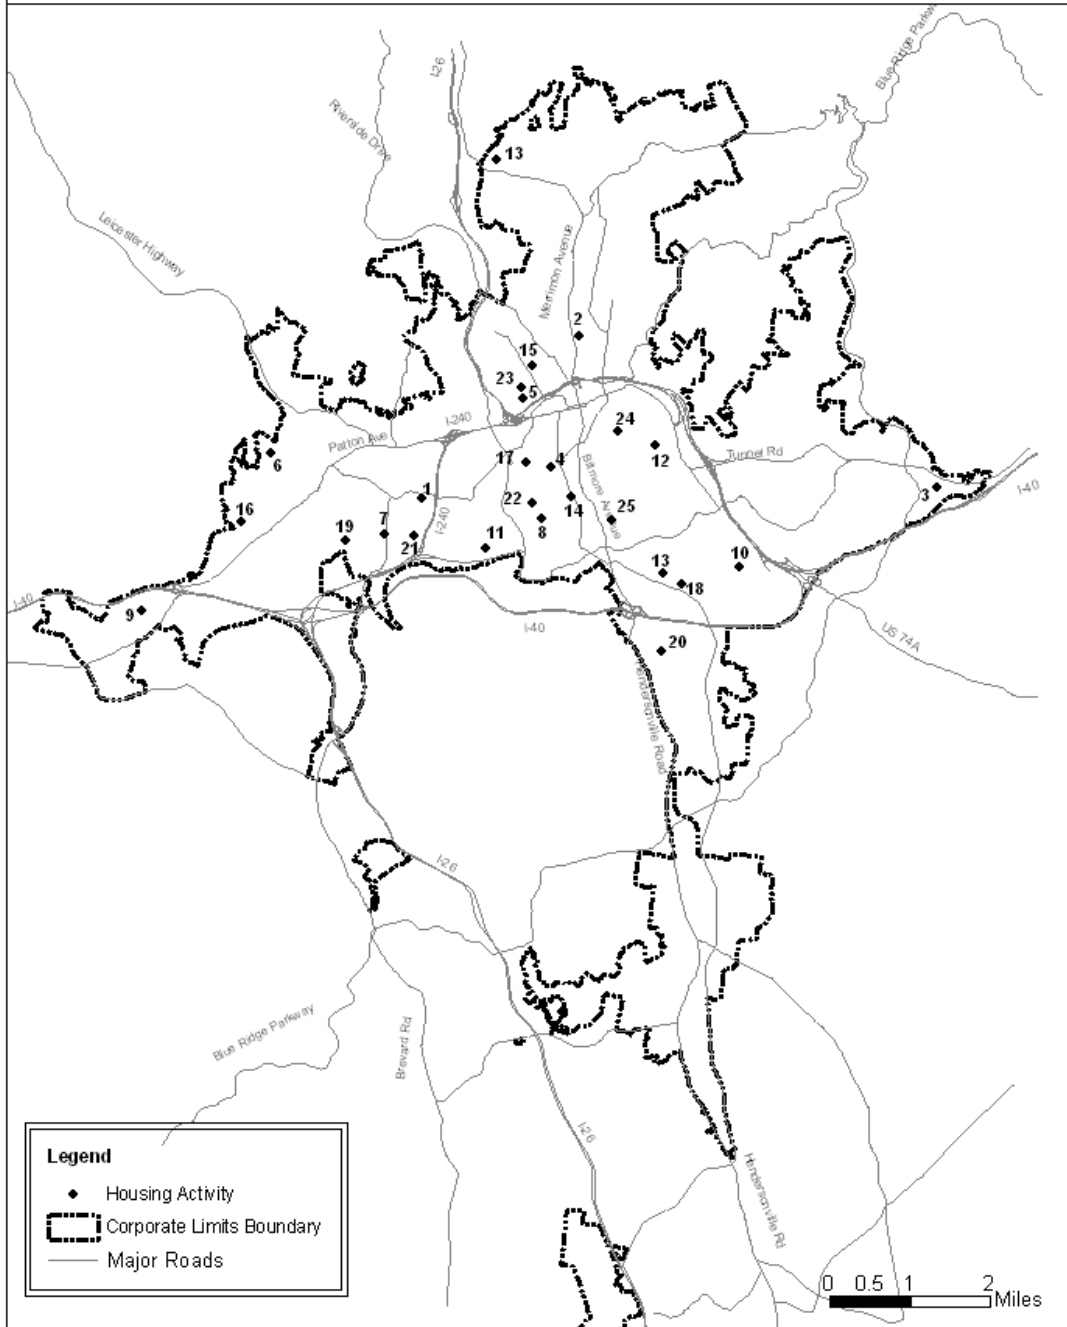 Blue Ridge Parkw
I-26
Riverside Drive
13
Leicester Highway
Merrimon Avenue
2
15
23
5
I-240
24
Patton Ave
12
Tunnel Rd
6
17
4
Biltmore Avenue
3
I-40
1
22
14
16
8
25
I-240
7
19
21
11
10
13
18
I-40
9
I-40
US 74A
20
Hendersonville Road
I-26
Blue Ridge Parkway
Brevard Rd
I-26
Hendersonville Rd
Legend
Housing Activity
Corporate Limits Boundary
Major Roads
0 0.5 1 2
Miles